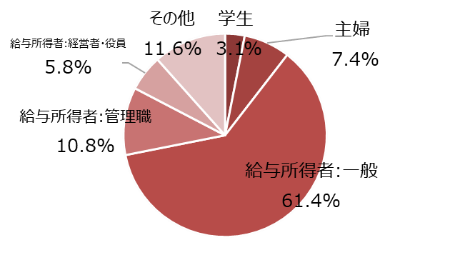 その他
11.6%
学生
3.1%
主婦
7.4%
給与所得者:経営者・役員
5.8%
給与所得者:管理職
10.8%
給与所得者:一般
61.4%